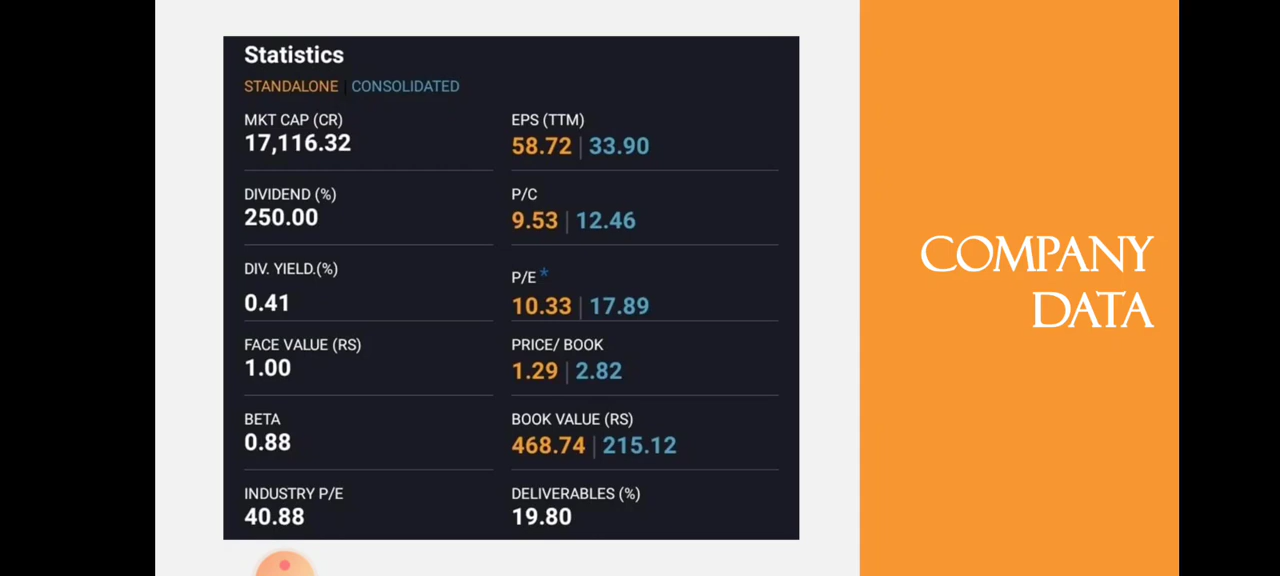 Statistics
STANDALONE | CONSOLIDATED
MKT CAP (CR)
17,116.32
EPS (TTM)
58.72 | 33.90
DIVIDEND (%)
250.00
P/C
9.53 | 12.46
DIV. YIELD.(%)
0.41
P/E *
10.33 | 17.89
FACE VALUE (RS)
1.00
PRICE/ BOOK
1.29 | 2.82
BETA
0.88
BOOK VALUE (RS)
468.74 | 215.12
INDUSTRY P/E
40.88
DELIVERABLES (%)
19.80
COMPANY
DATA